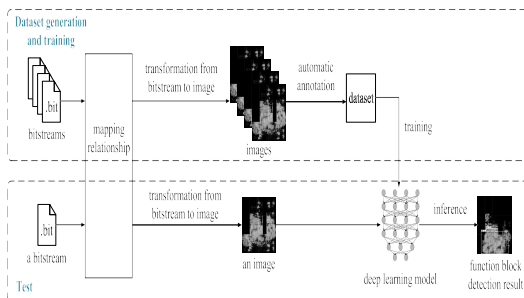 Dataset generation
and training
.bit
bitstreams
mapping
relationship
transformation from
bitstream to image
images
automatic
annotation
dataset
training
.bit
a bitstream
transformation from
bitstream to image
an image
deep learning model
inference
function block
detection result
Test